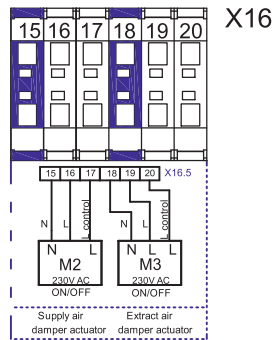 X16
15 16 17 18 19 20
15 16 17 18 19 20 X16.5
N L L control L L control
N L N L
M2 M3
230V AC 230V AC
ON/OFF ON/OFF
Supply air Extract air
damper actuator damper actuator